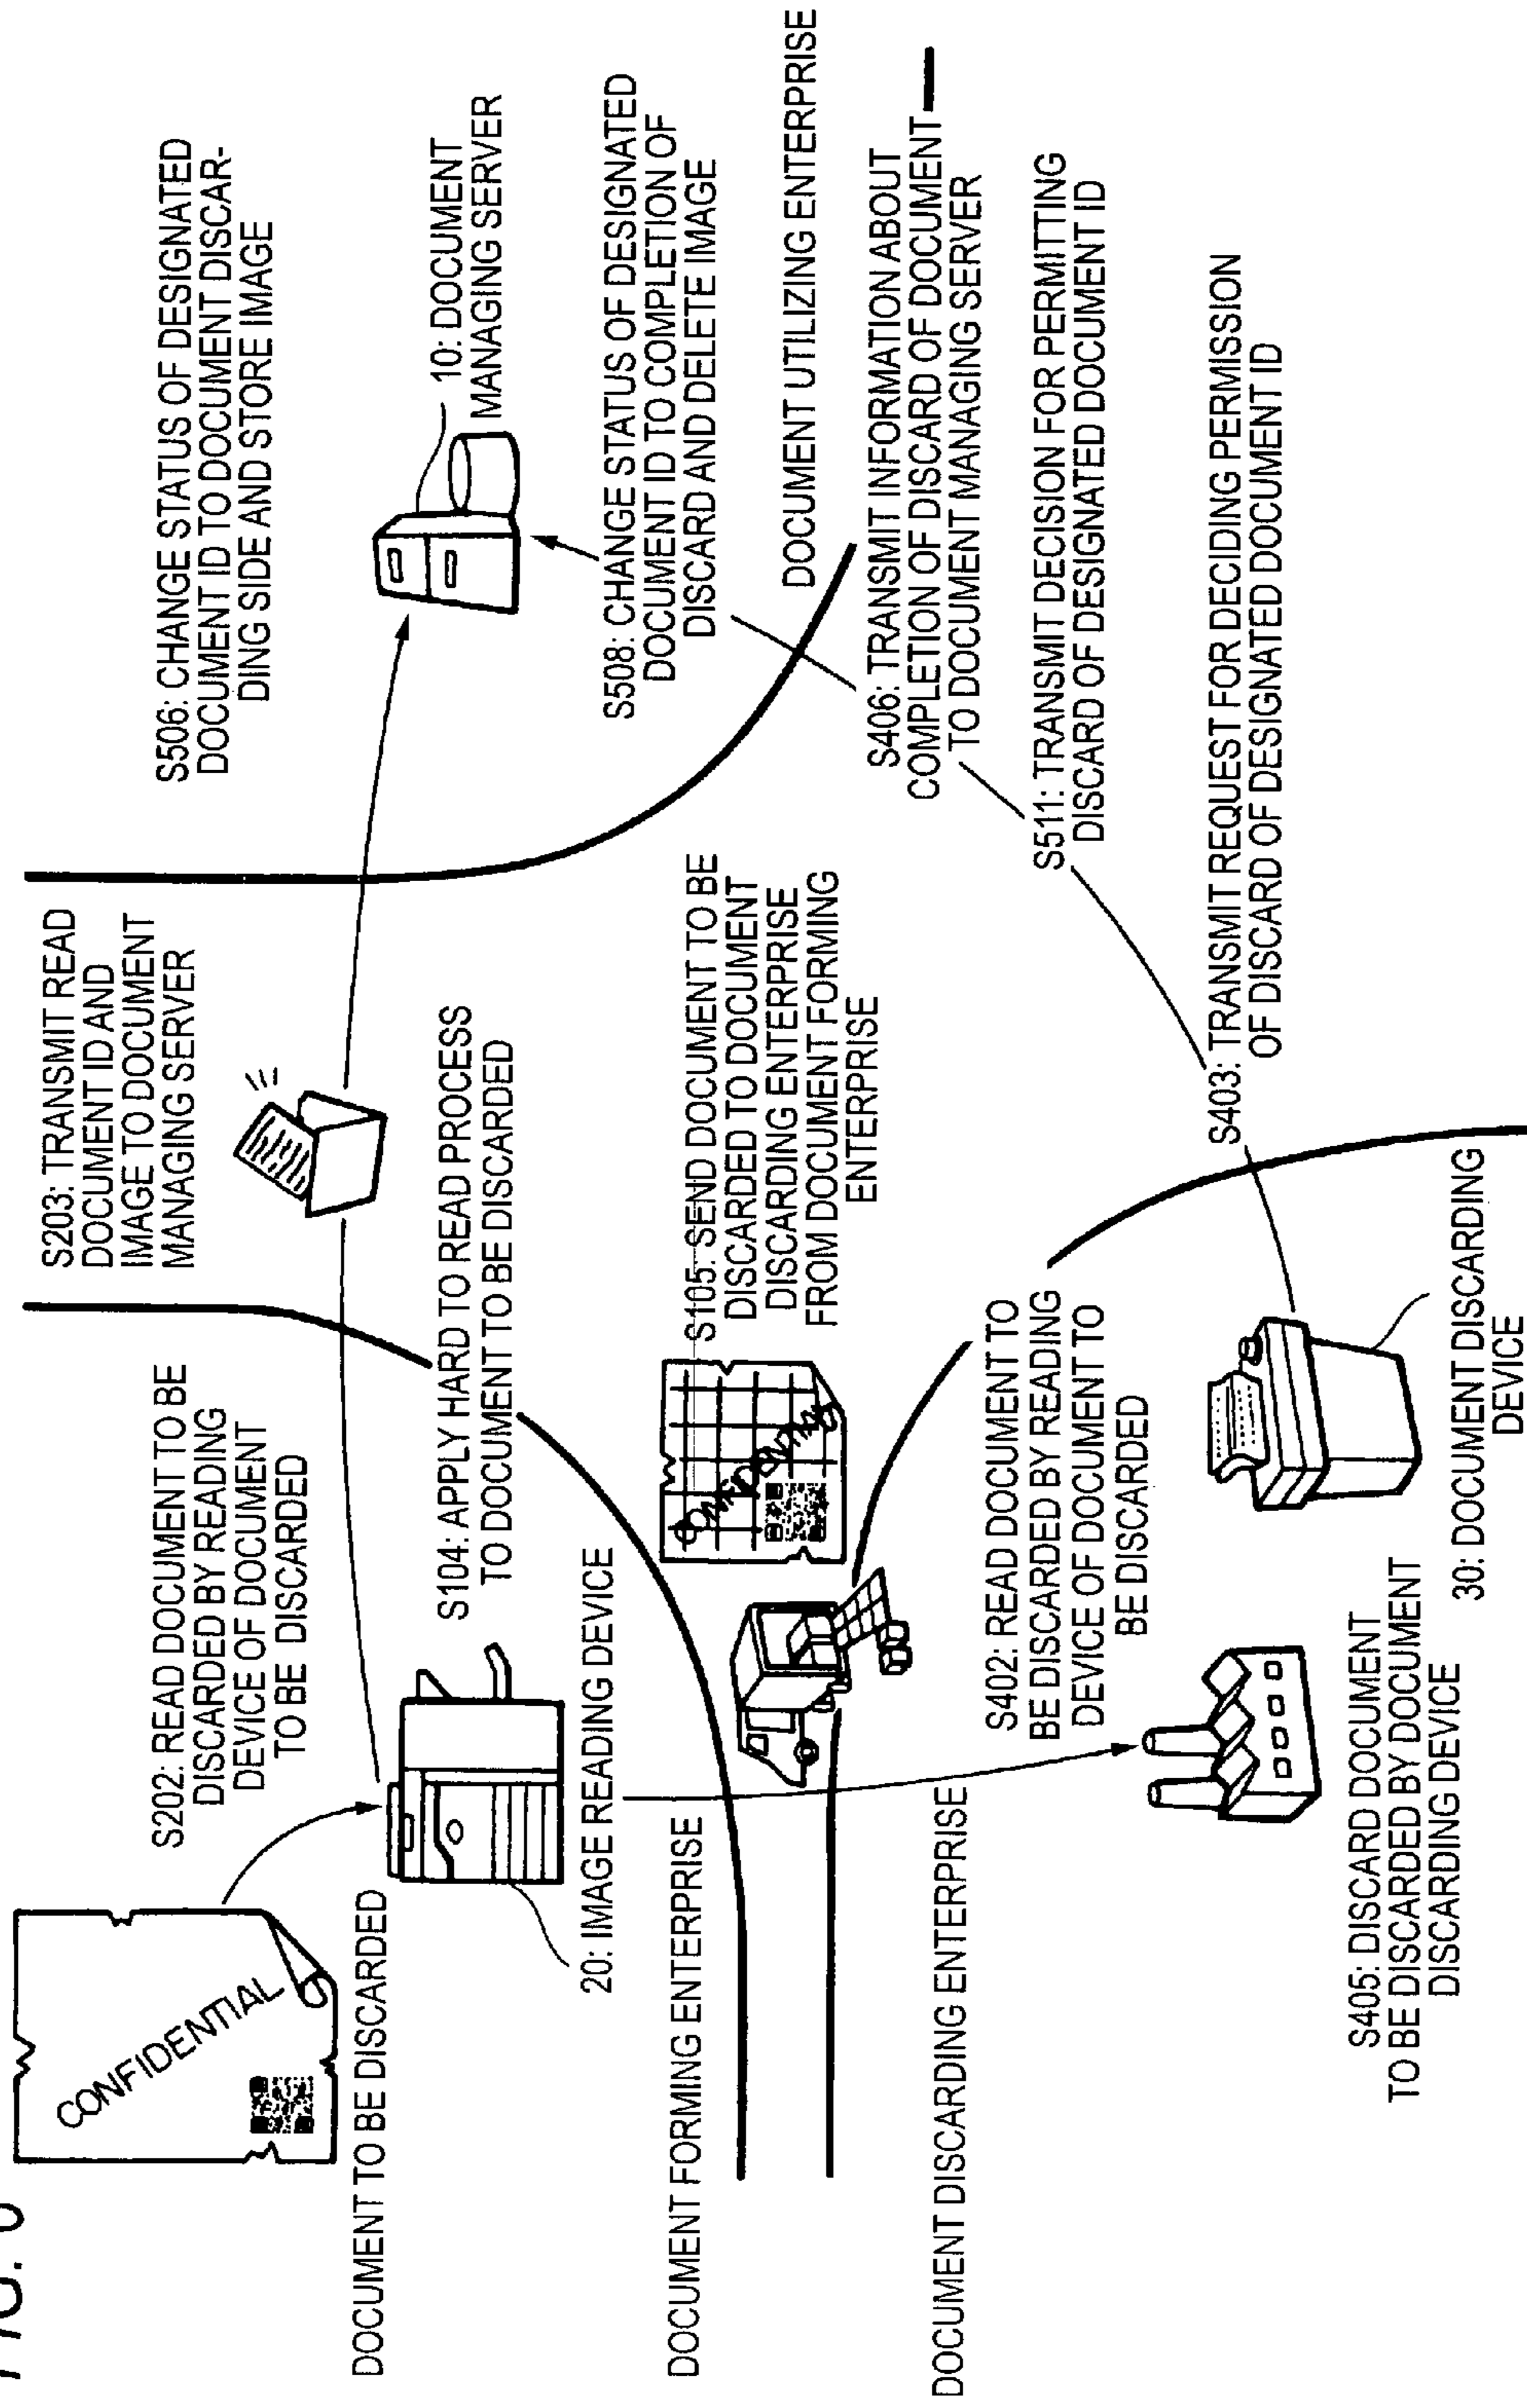 CONFIDENTIAL
DOCUMENT TO BE DISCARDED
S202: READ DOCUMENT TO BE
DISCARDED BY READING
DEVICE OF DOCUMENT
TO BE DISCARDED
S203: TRANSMIT READ
DOCUMENT ID AND
IMAGE TO DOCUMENT
MANAGING SERVER
S506: CHANGE STATUS OF DESIGNATED
DOCUMENT ID TO DOCUMENT DISCAR-
DING SIDE AND STORE IMAGE
10: DOCUMENT
MANAGING SERVER
20: IMAGE READING DEVICE
S104: APPLY HARD TO READ PROCESS
TO DOCUMENT TO BE DISCARDED
S508: CHANGE STATUS OF DESIGNATED
DOCUMENT ID TO COMPLETION OF
DISCARD AND DELETE IMAGE
DOCUMENT FORMING ENTERPRISE
S105: SEND DOCUMENT TO BE
DISCARDED TO DOCUMENT
DISCARDING ENTERPRISE
FROM DOCUMENT FORMING
ENTERPRISE
DOCUMENT UTILIZING ENTERPRISE
S406: TRANSMIT INFORMATION ABOUT
COMPLETION OF DISCARD OF DOCUMENT
TO DOCUMENT MANAGING SERVER
DOCUMENT DISCARDING ENTERPRISE
S402: READ DOCUMENT TO
BE DISCARDED BY READING
DEVICE OF DOCUMENT TO
BE DISCARDED
S511: TRANSMIT DECISION FOR PERMITTING
DISCARD OF DESIGNATED DOCUMENT ID
S403: TRANSMIT REQUEST FOR DECIDING PERMISSION
OF DISCARD OF DESIGNATED DOCUMENT ID
S405: DISCARD DOCUMENT
TO BE DISCARDED BY DOCUMENT
DISCARDING DEVICE
30: DOCUMENT DISCARDING
DEVICE